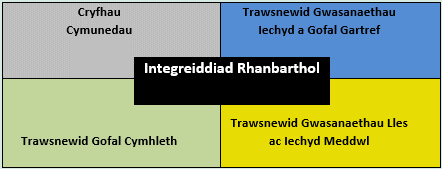 Cryfhau
Cymunedau
Trawsnewid Gwasanaethau
Iechyd a Gofal Gartref
Integreiddiad Rhanbarthol
Trawsnewid Gofal Cymhleth
Trawsnewid Gwasanaethau Lles
ac Iechyd Meddwl